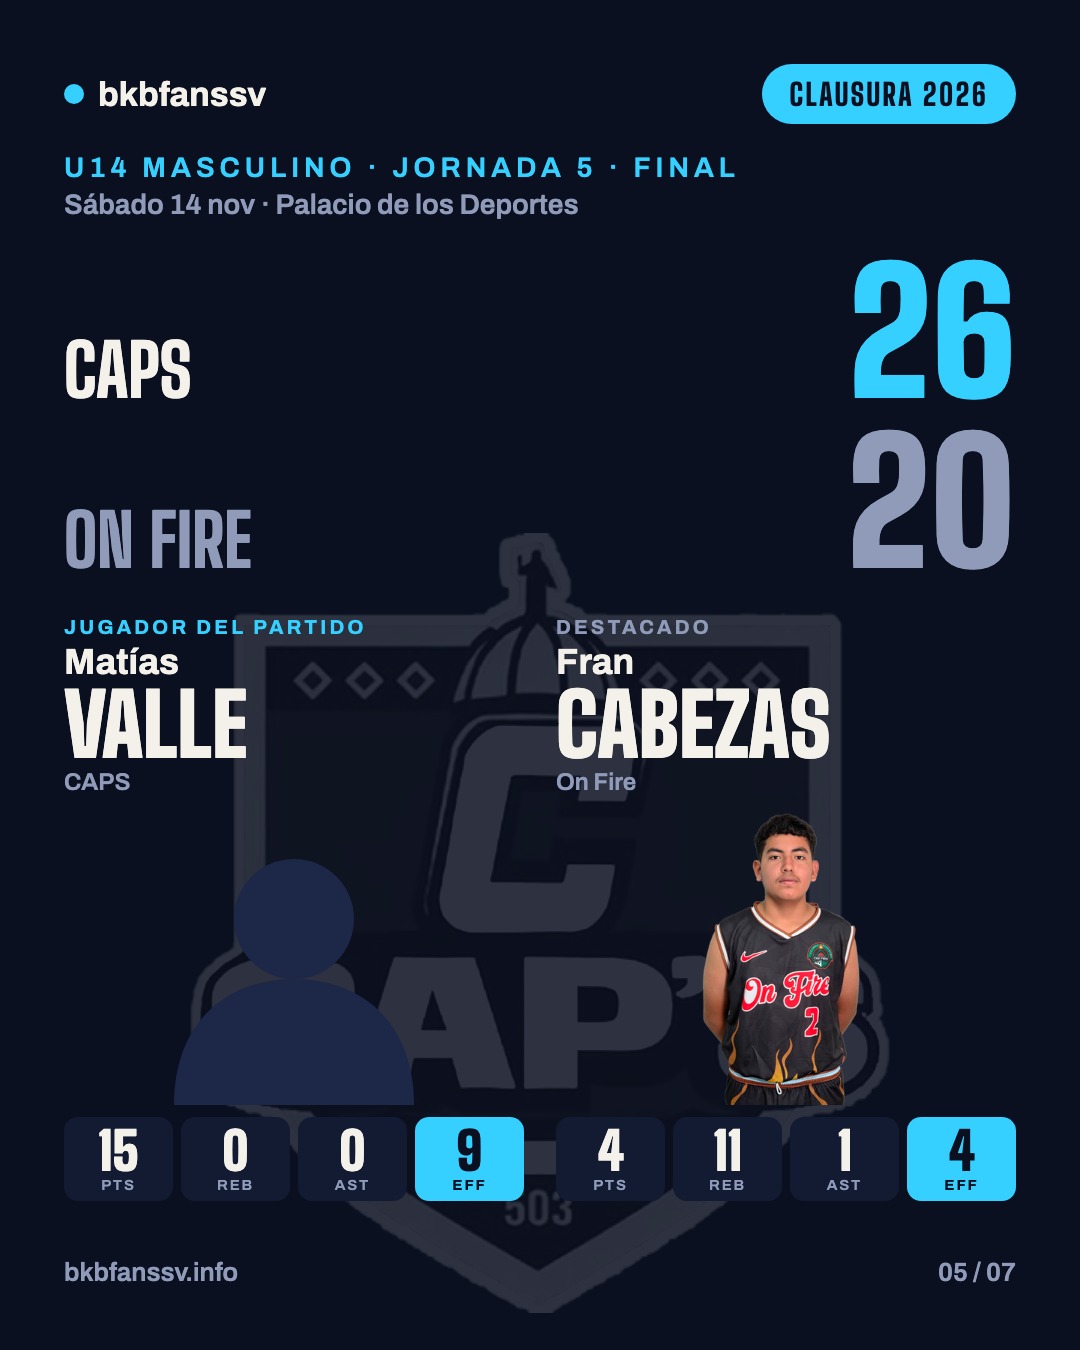 bkbfanssv
CLAUSURA 2026
U14 MASCULINO · JORNADA 5 · FINAL
Sábado 14 nov · Palacio de los Deportes
CAPS
26
ON FIRE
20
JUGADOR DEL PARTIDO
Matías
VALLE
CAPS
DESTACADO
Fran
CABEZAS
On Fire
C
CAP'S
503
On Fire
2
15
PTS
0
REB
0
AST
9
EFF
4
PTS
11
REB
1
AST
4
EFF
bkbfanssv.info
05 / 07